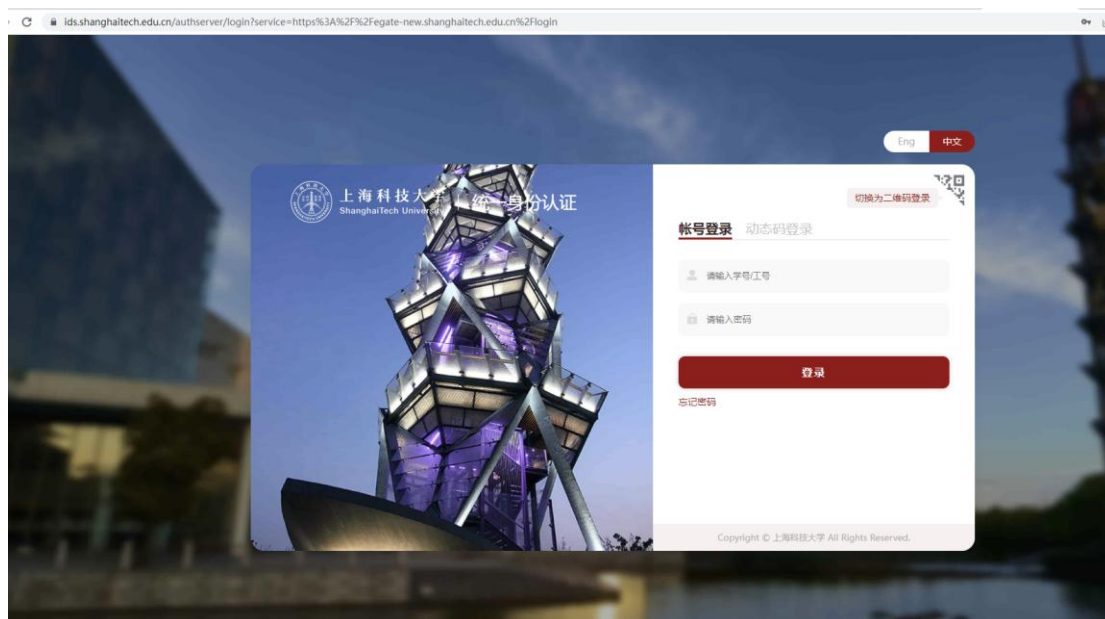 ids.shanghaitech.edu.cn/authserver/login?service=https%3A%2F%2Fegate-new.shanghaitech.edu.cn%2Flogin
Eng 中文
上海科技大学 统一身份认证
ShanghaiTech University
切换为二维码登录
帐号登录 动态码登录
请输入学号/工号
请输入密码
登录
忘记密码
Copyright © 上海科技大学 All Rights Reserved.